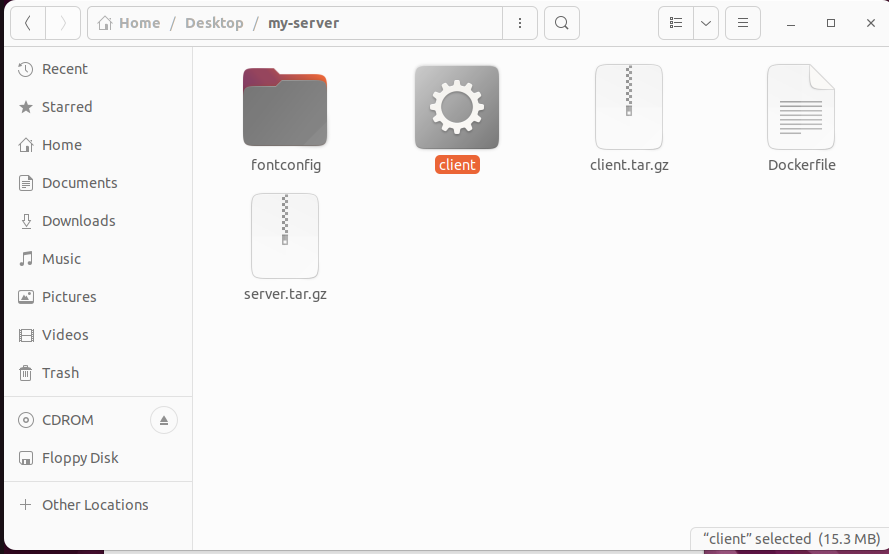 Home / Desktop / my-server
Recent
Starred
Home
Documents
Downloads
Music
Pictures
Videos
Trash
CDROM
Floppy Disk
Other Locations
fontconfig
client
client.tar.gz
Dockerfile
server.tar.gz
“client” selected (15.3 MB)